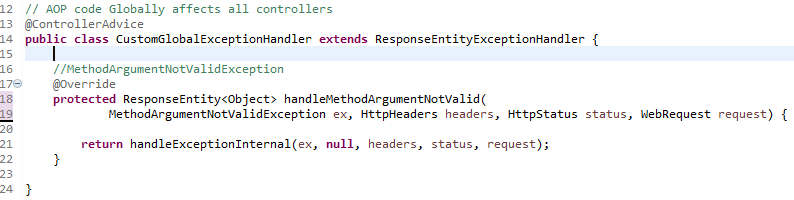 12 // AOP code Globally affects all controllers
13 @ControllerAdvice
14 public class CustomGlobalExceptionHandler extends ResponseEntityExceptionHandler {
15
16 //MethodArgumentNotValidException
17 @Override
18 protected ResponseEntity<Object> handleMethodArgumentNotValid(
19 MethodArgumentNotValidException ex, HttpHeaders headers, HttpStatus status, WebRequest request) {
20
21 return handleExceptionInternal(ex, null, headers, status, request);
22 }
23
24 }